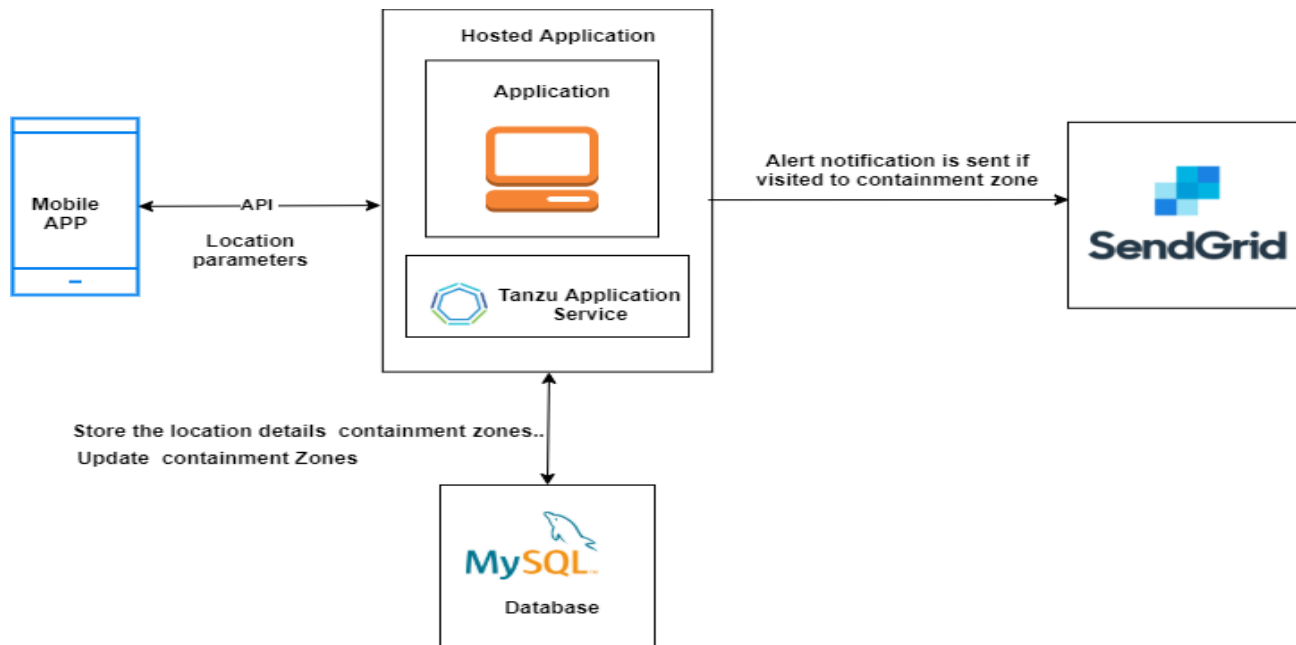 Hosted Application
Application
Mobile
APP
API
Location
parameters
Tanzu Application
Service
Alert notification is sent if
visited to containment zone
SendGrid
Store the location details  containment zones..
Update  containment Zones
MySQL
Database